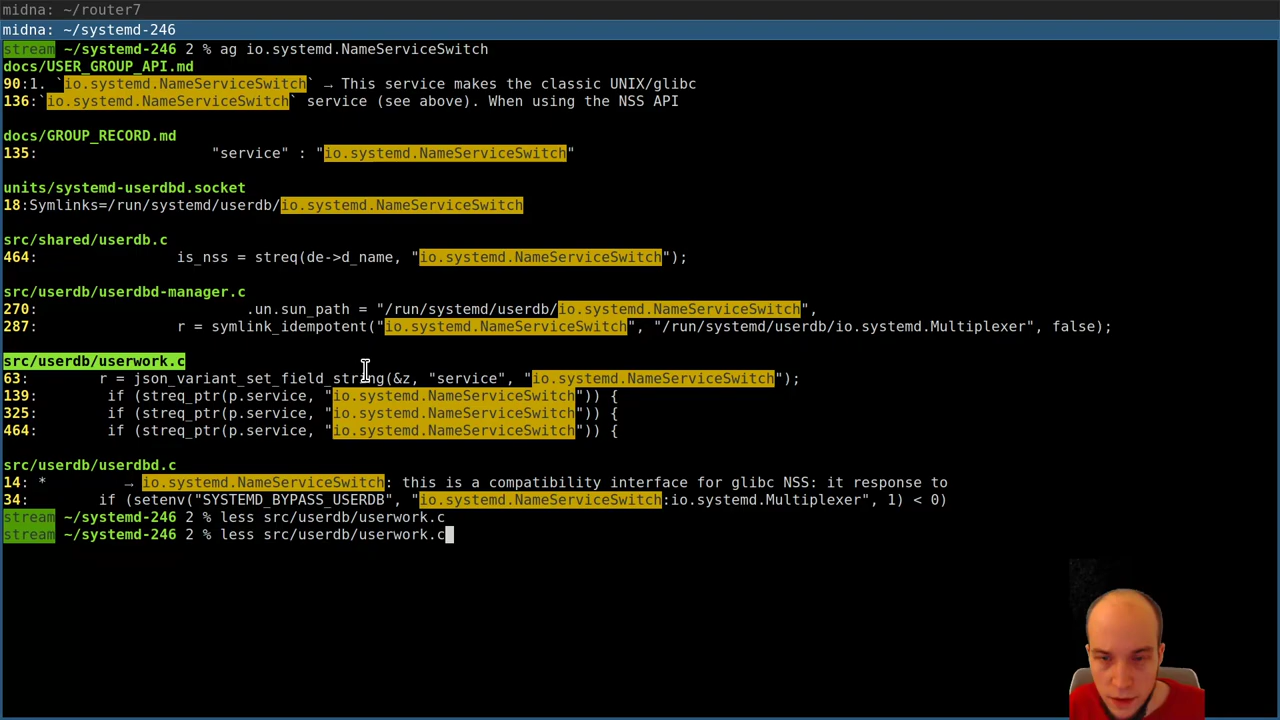 midna: ~/router7
midna: ~/systemd-246
stream ~/systemd-246 2 % ag io.systemd.NameServiceSwitch
docs/USER_GROUP_API.md
90:1. `io.systemd.NameServiceSwitch` → This service makes the classic UNIX/glibc
136:`io.systemd.NameServiceSwitch` service (see above). When using the NSS API
docs/GROUP_RECORD.md
135:                    "service" : "io.systemd.NameServiceSwitch"
units/systemd-userdbd.socket
18:Symlinks=/run/systemd/userdb/io.systemd.NameServiceSwitch
src/shared/userdb.c
464:                is_nss = streq(de->d_name, "io.systemd.NameServiceSwitch");
src/userdb/userdbd-manager.c
270:                        .un.sun_path = "/run/systemd/userdb/io.systemd.NameServiceSwitch",
287:                r = symlink_idempotent("io.systemd.NameServiceSwitch", "/run/systemd/userdb/io.systemd.Multiplexer", false);
src/userdb/userwork.c
63:        r = json_variant_set_field_string(&z, "service", "io.systemd.NameServiceSwitch");
139:        if (streq_ptr(p.service, "io.systemd.NameServiceSwitch")) {
325:        if (streq_ptr(p.service, "io.systemd.NameServiceSwitch")) {
464:        if (streq_ptr(p.service, "io.systemd.NameServiceSwitch")) {
src/userdb/userdbd.c
14: *         → io.systemd.NameServiceSwitch: this is a compatibility interface for glibc NSS: it response to
34:        if (setenv("SYSTEMD_BYPASS_USERDB", "io.systemd.NameServiceSwitch:io.systemd.Multiplexer", 1) < 0)
stream ~/systemd-246 2 % less src/userdb/userwork.c
stream ~/systemd-246 2 % less src/userdb/userwork.c